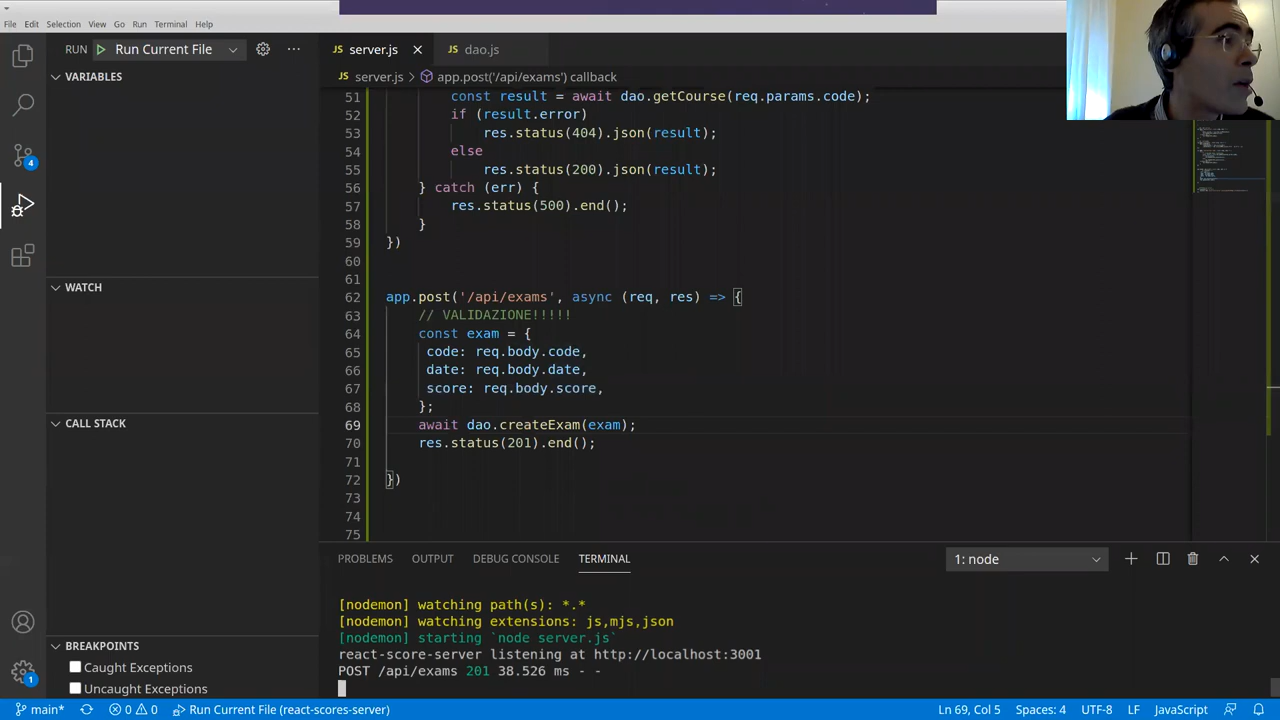 File Edit Selection View Go Run Terminal Help
RUN Run Current File
server.js dao.js
server.js > app.post('/api/exams') callback
VARIABLES
WATCH
CALL STACK
BREAKPOINTS
Caught Exceptions
Uncaught Exceptions
4
1
51 const result = await dao.getCourse(req.params.code);
52 if (result.error)
53 res.status(404).json(result);
54 else
55 res.status(200).json(result);
56 } catch (err) {
57 res.status(500).end();
58 }
59 })
60
61
62 app.post('/api/exams', async (req, res) => {
63 // VALIDAZIONE!!!!!
64 const exam = {
65 code: req.body.code,
66 date: req.body.date,
67 score: req.body.score,
68 };
69 await dao.createExam(exam);
70 res.status(201).end();
71
72 })
73
74
75
PROBLEMS OUTPUT DEBUG CONSOLE TERMINAL 1: node
[nodemon] watching path(s): *.*
[nodemon] watching extensions: js,mjs,json
[nodemon] starting `node server.js`
react-score-server listening at http://localhost:3001
POST /api/exams 201 38.526 ms - -
main* 0 0 Run Current File (react-scores-server) Ln 69, Col 5 Spaces: 4 UTF-8 LF JavaScript